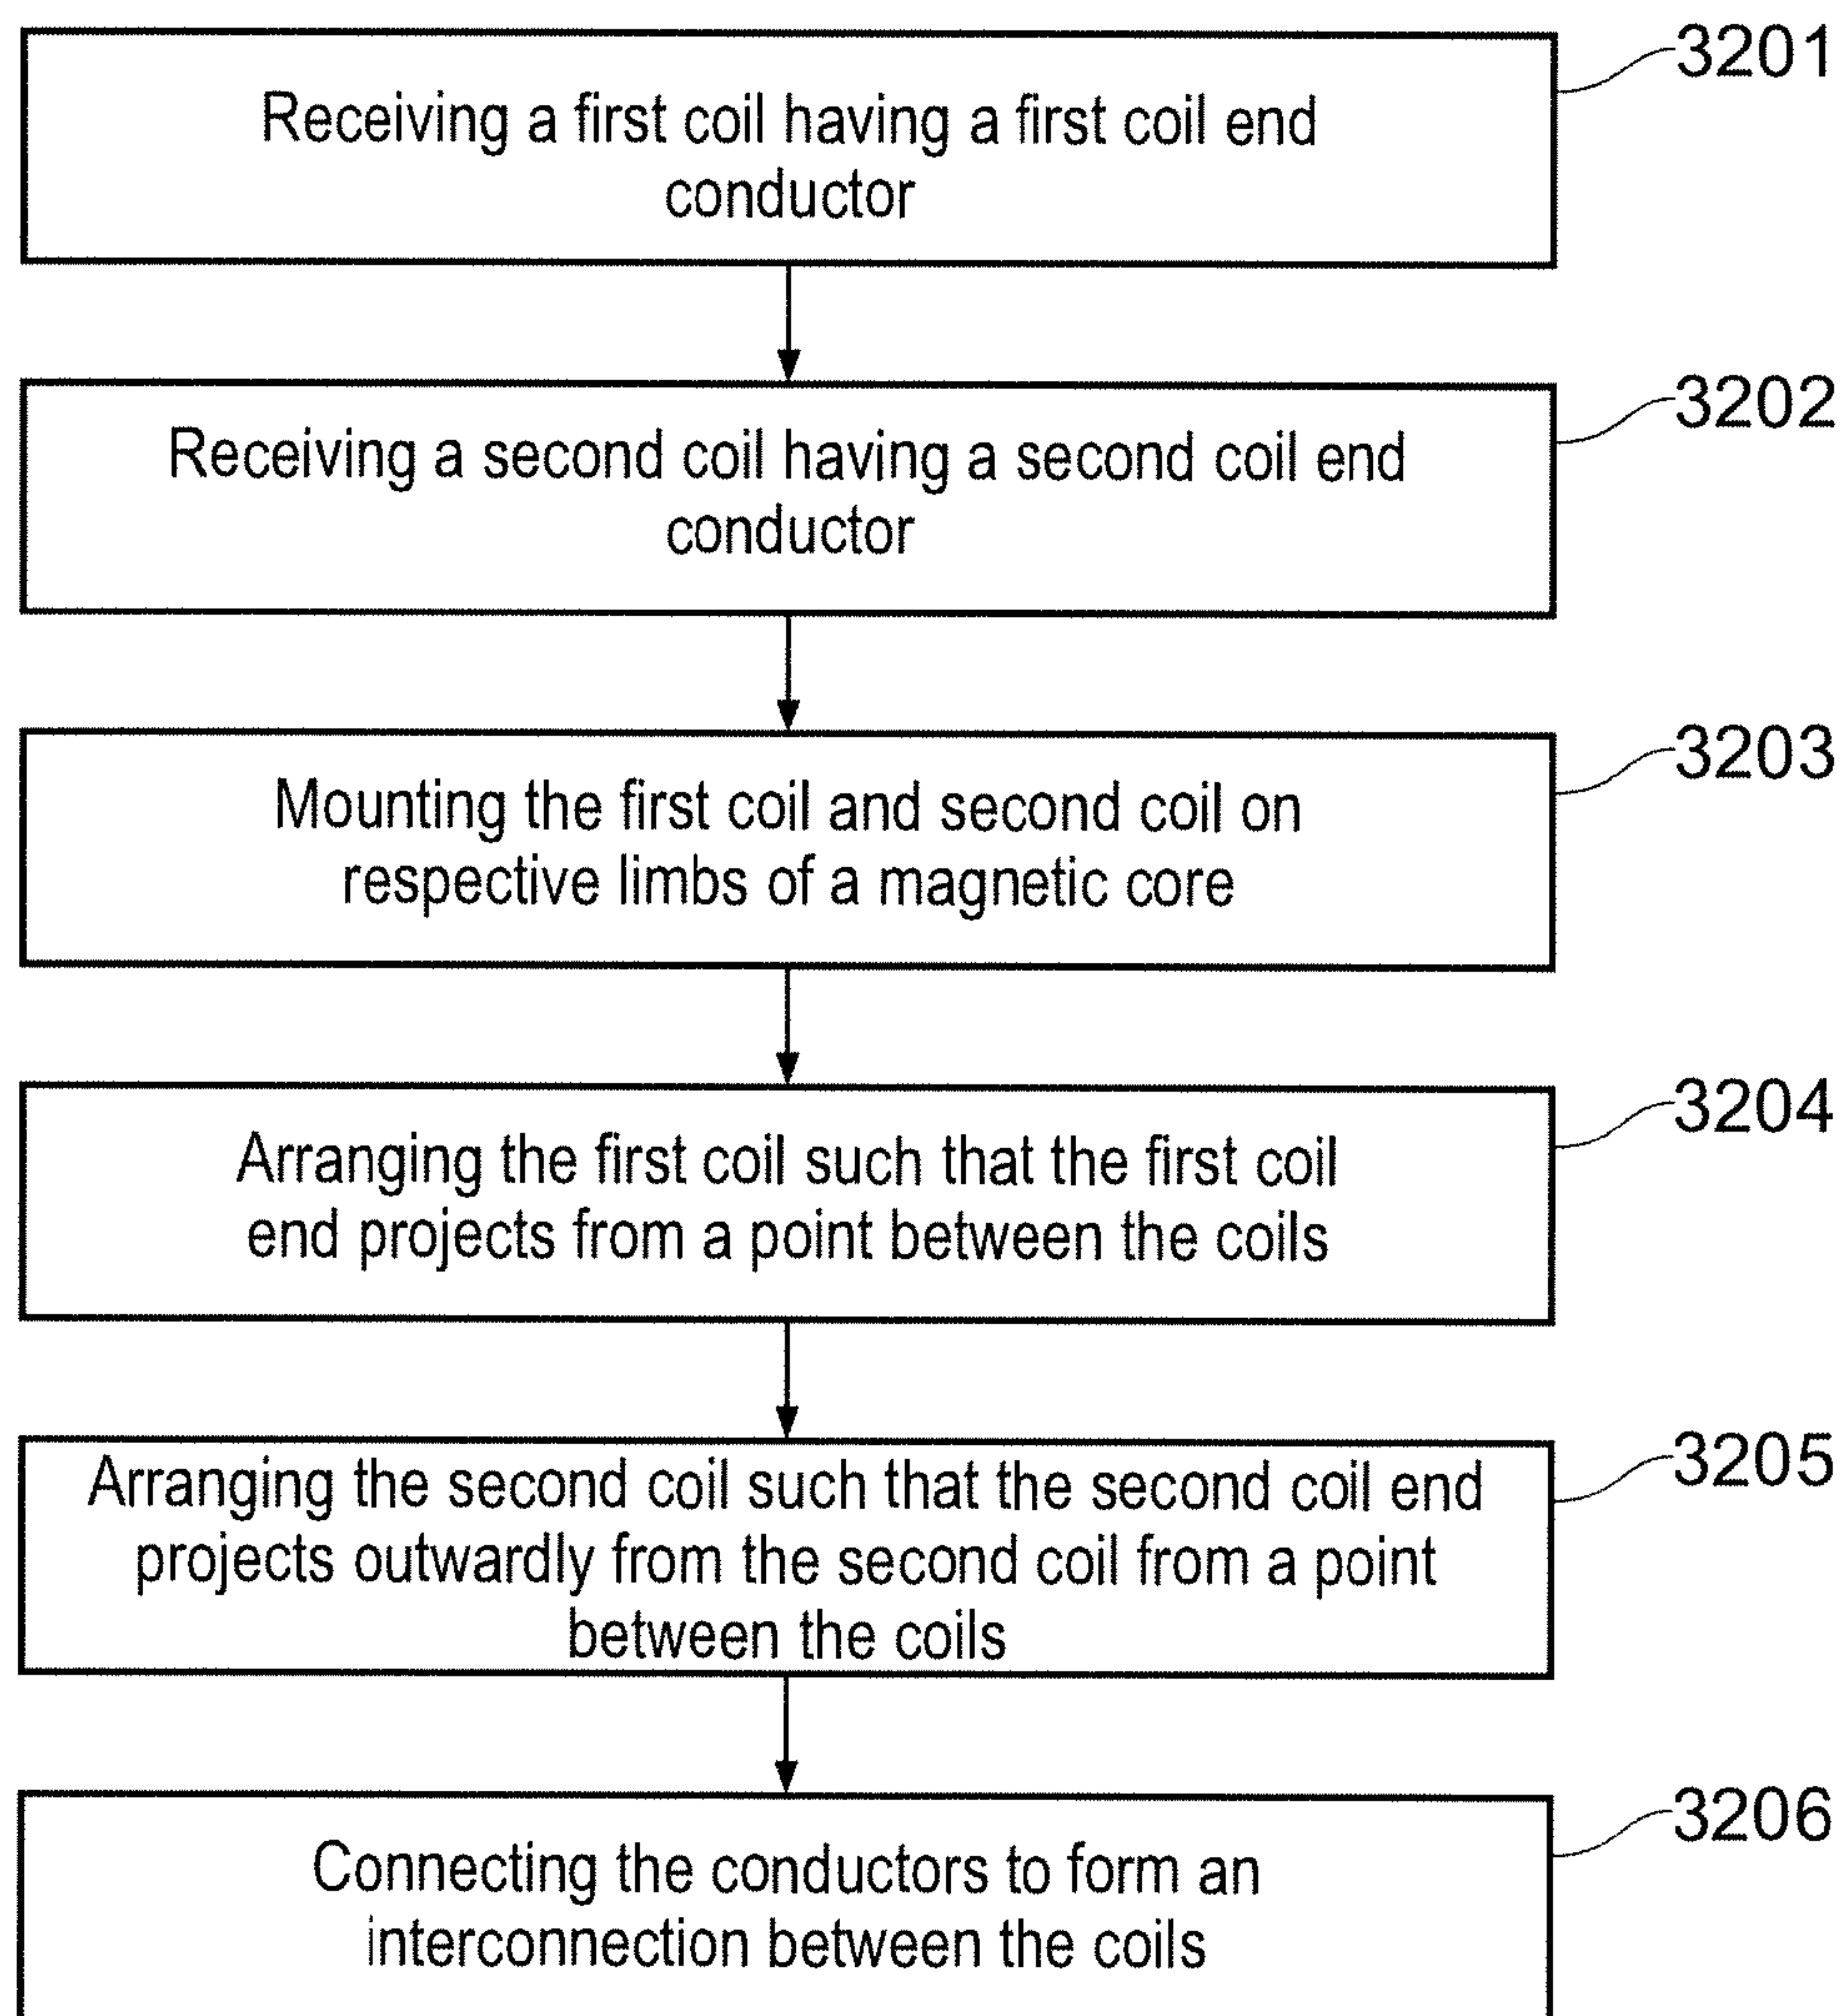 3201
Receiving a first coil having a first coil end
conductor
3202
Receiving a second coil having a second coil end
conductor
3203
Mounting the first coil and second coil on
respective limbs of a magnetic core
3204
Arranging the first coil such that the first coil
end projects from a point between the coils
3205
Arranging the second coil such that the second coil end
projects outwardly from the second coil from a point
between the coils
3206
Connecting the conductors to form an
interconnection between the coils